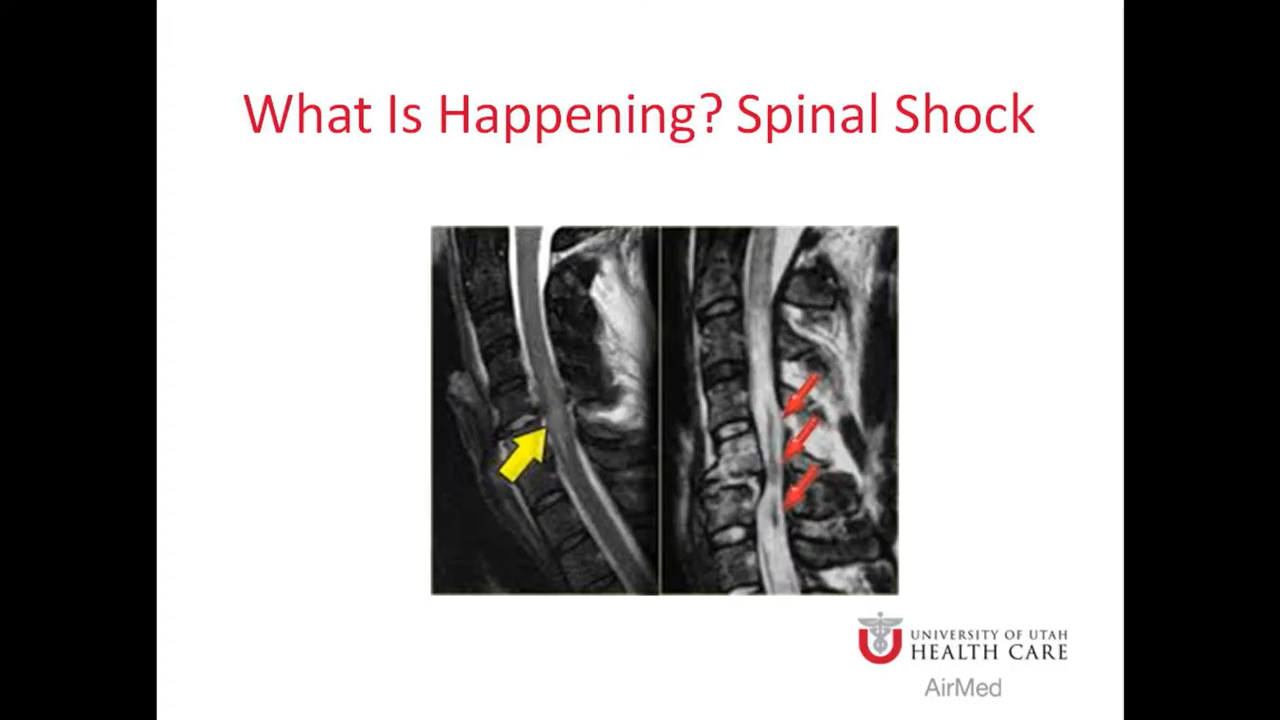 What Is Happening? Spinal Shock
UNIVERSITY OF UTAH
HEALTH CARE
AirMed